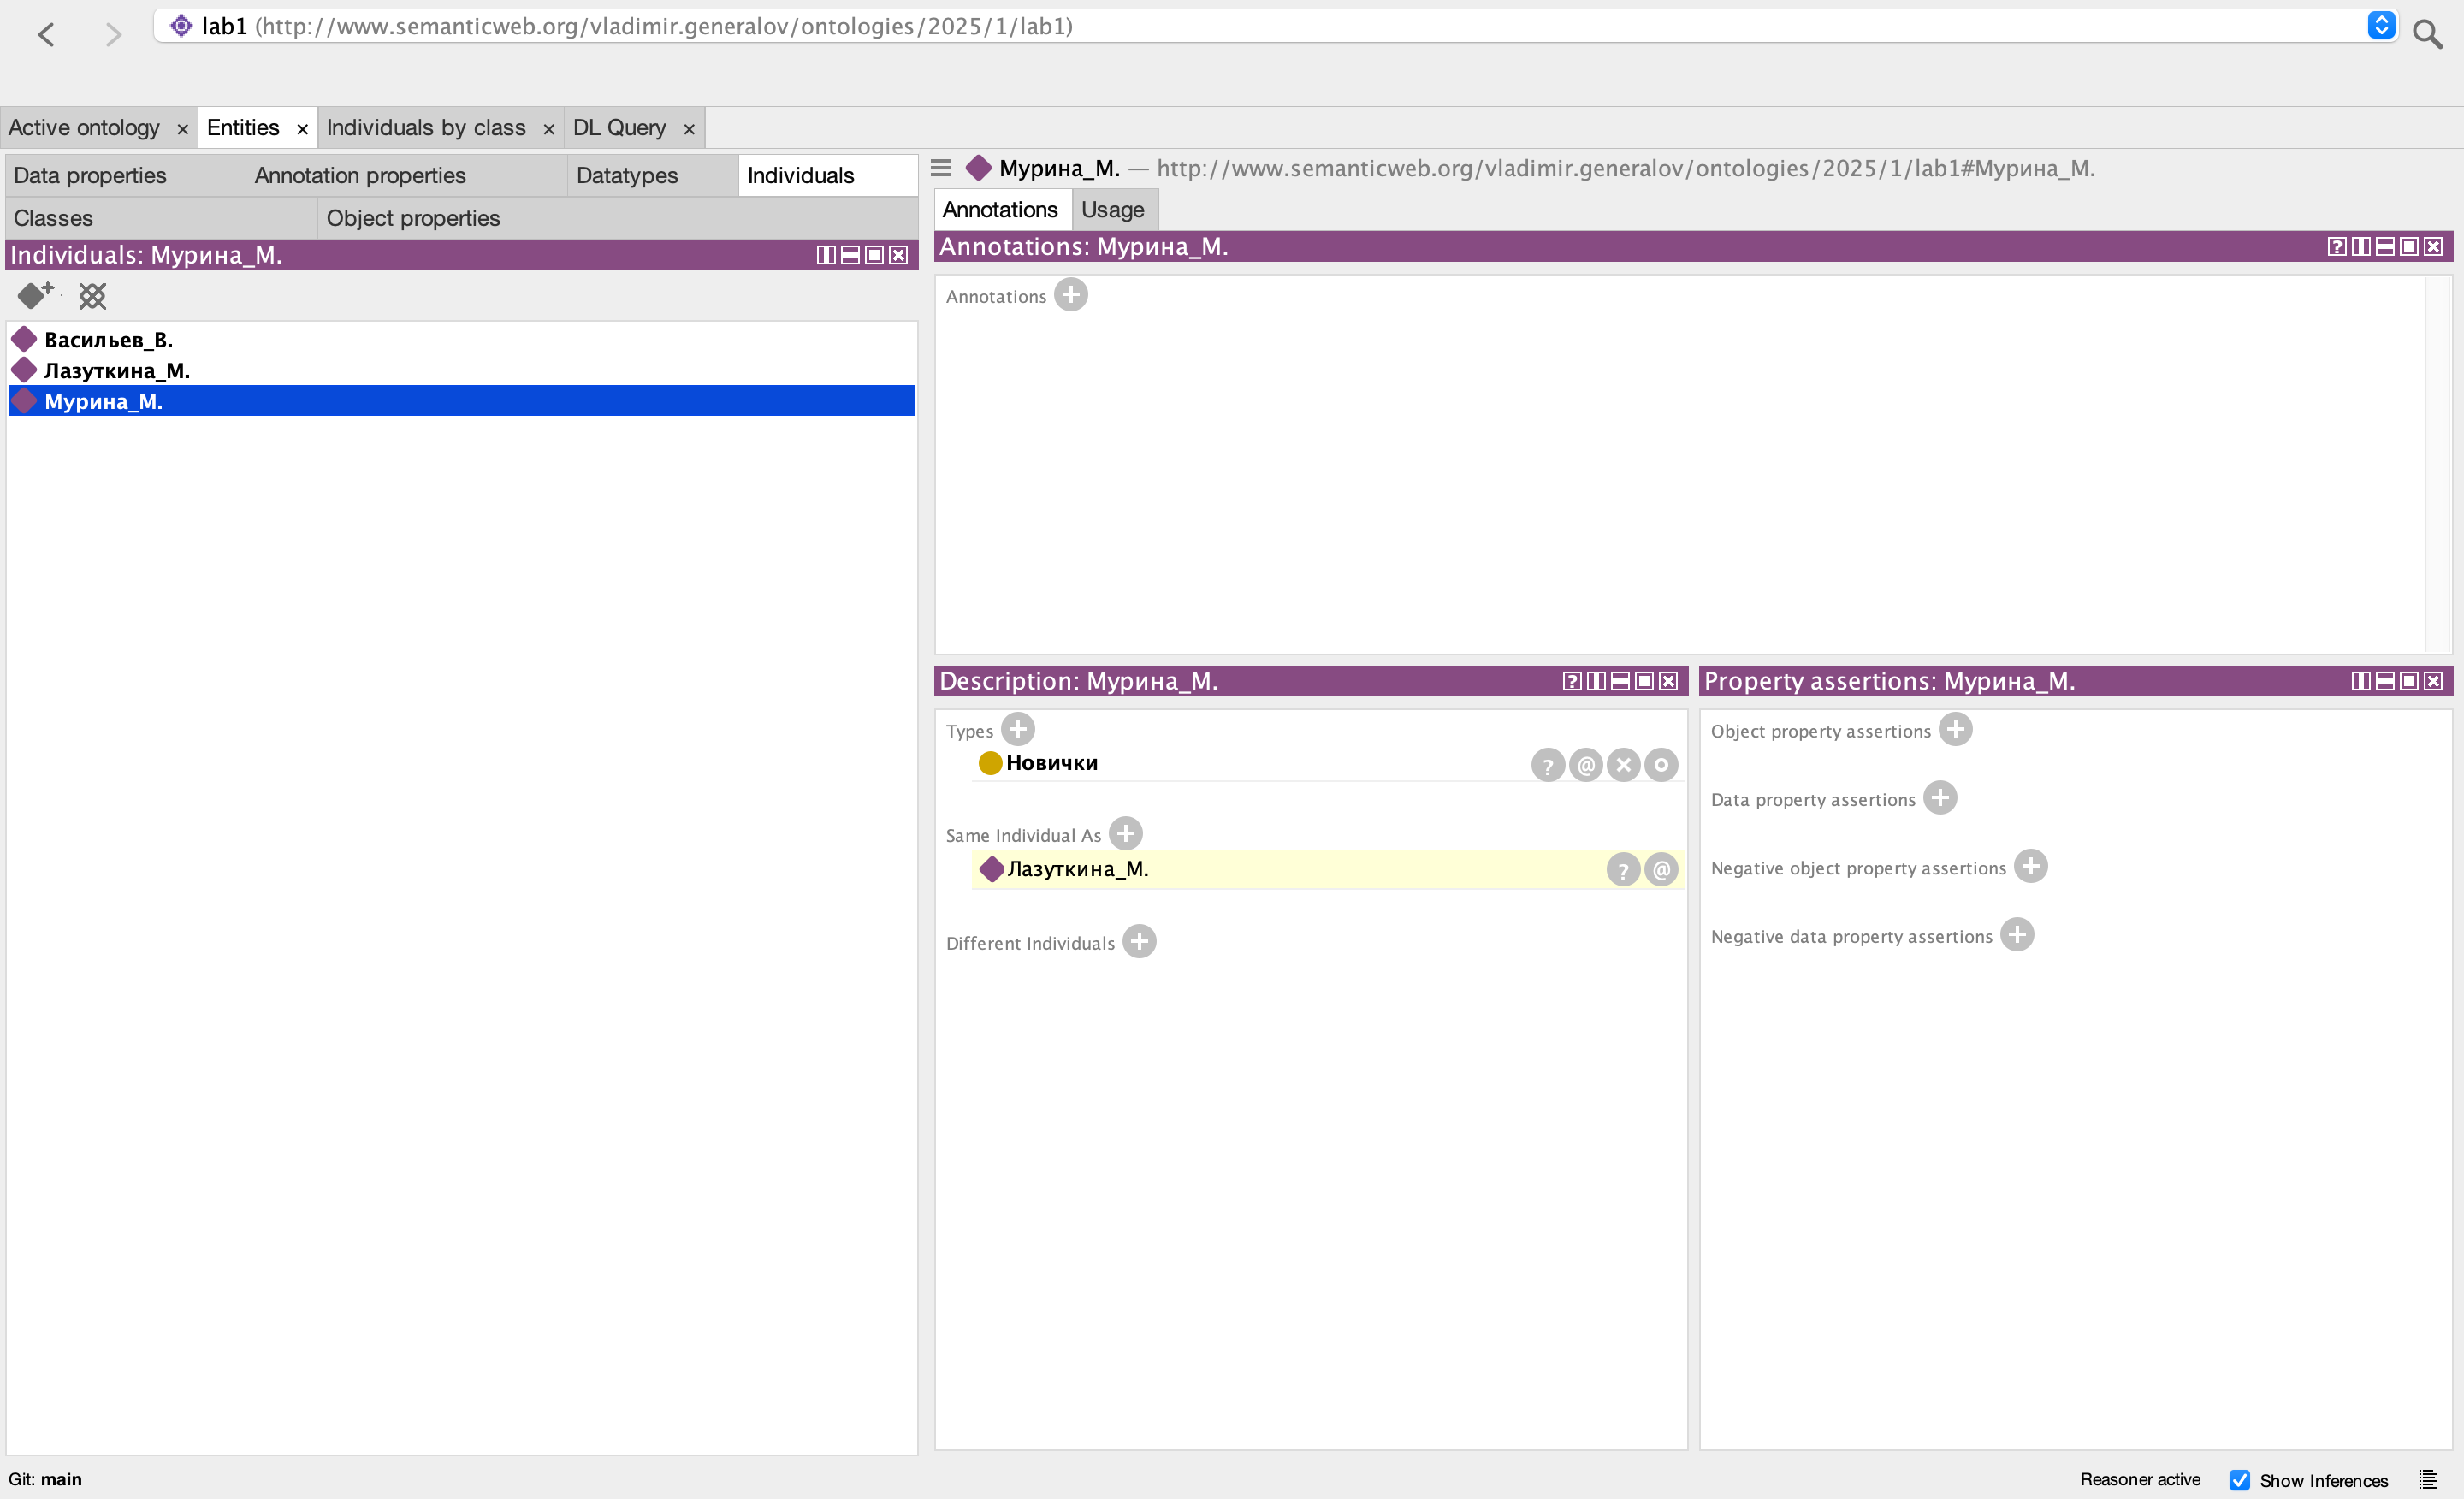 lab1 (http://www.semanticweb.org/vladimir.generalov/ontologies/2025/1/lab1)
Active ontology × Entities × Individuals by class × DL Query ×
Data properties Annotation properties Datatypes Individuals
Classes Object properties
Individuals: Мурина_М.
Васильев_В.
Лазуткина_М.
Мурина_М.
Мурина_М. — http://www.semanticweb.org/vladimir.generalov/ontologies/2025/1/lab1#Мурина_М.
Annotations Usage
Annotations: Мурина_М.
Annotations
Description: Мурина_М.
Types
Новички
Same Individual As
Лазуткина_М.
Different Individuals
Property assertions: Мурина_М.
Object property assertions
Data property assertions
Negative object property assertions
Negative data property assertions
Git: main
Reasoner active Show Inferences